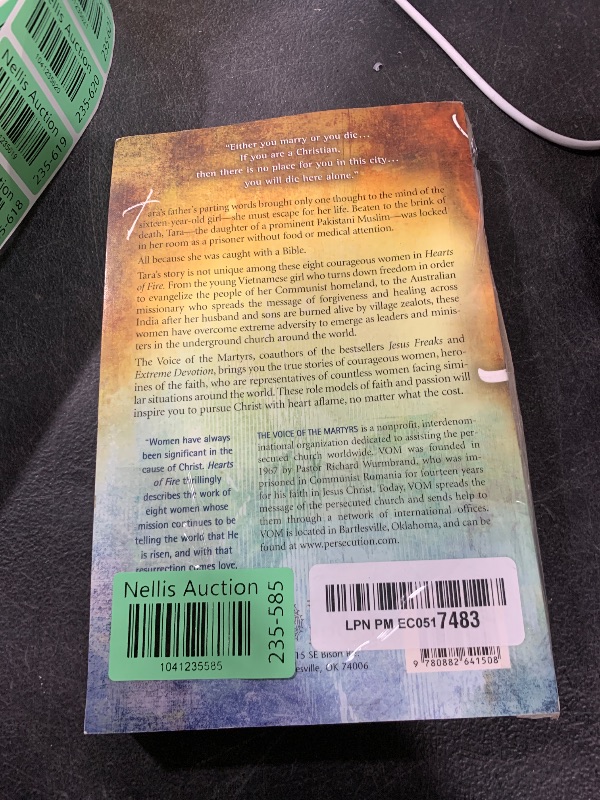 Nellis Auction
235-620
1041235620
Nellis Auction
235-619
235-618
"Either you marry or you die...
If you are a Christian,
then there is no place for you in this city...
you will die here alone."
Tara's father's parting words brought only one thought to the mind of the
sixteen-year-old girl—she must escape for her life. Beaten to the brink of
death, Tara—the daughter of a prominent Pakistani Muslim—was locked
in her room as a prisoner without food or medical attention.
All because she was caught with a Bible.
Tara's story is not unique among these eight courageous women in Hearts
of Fire. From the young Vietnamese girl who turns down freedom in order
to evangelize the people of her Communist homeland, to the Australian
missionary who spreads the message of forgiveness and healing across
India after her husband and sons are burned alive by village zealots, these
women have overcome extreme adversity to emerge as leaders and minis-
ters in the underground church around the world.
The Voice of the Martyrs, coauthors of the bestsellers Jesus Freaks and
Extreme Devotion, brings you the true stories of courageous women, hero-
ines of the faith, who are representatives of countless women facing simi-
lar situations around the world. These role models of faith and passion will
inspire you to pursue Christ with heart aflame, no matter what the cost.
"Women have always
been significant in the
cause of Christ. Hearts
of Fire thrillingly
describes the work of
eight women whose
mission continues to be
telling the world that He
is risen, and with that
resurrection comes love,
THE VOICE OF THE MARTYRS is a nonprofit, interdenom-
inational organization dedicated to assisting the per-
secuted church worldwide. VOM was founded in
1967 by Pastor Richard Wurmbrand, who was im-
prisoned in Communist Romania for fourteen years
for his faith in Jesus Christ. Today, VOM spreads the
message of the persecuted church and sends help to
them through a network of international offices.
VOM is located in Bartlesville, Oklahoma, and can be
found at www.persecution.com.
Nellis Auction
235-585
1041235585
LPN PM EC0517483
15 SE Bison
esville, OK 74006
9 780882 641508